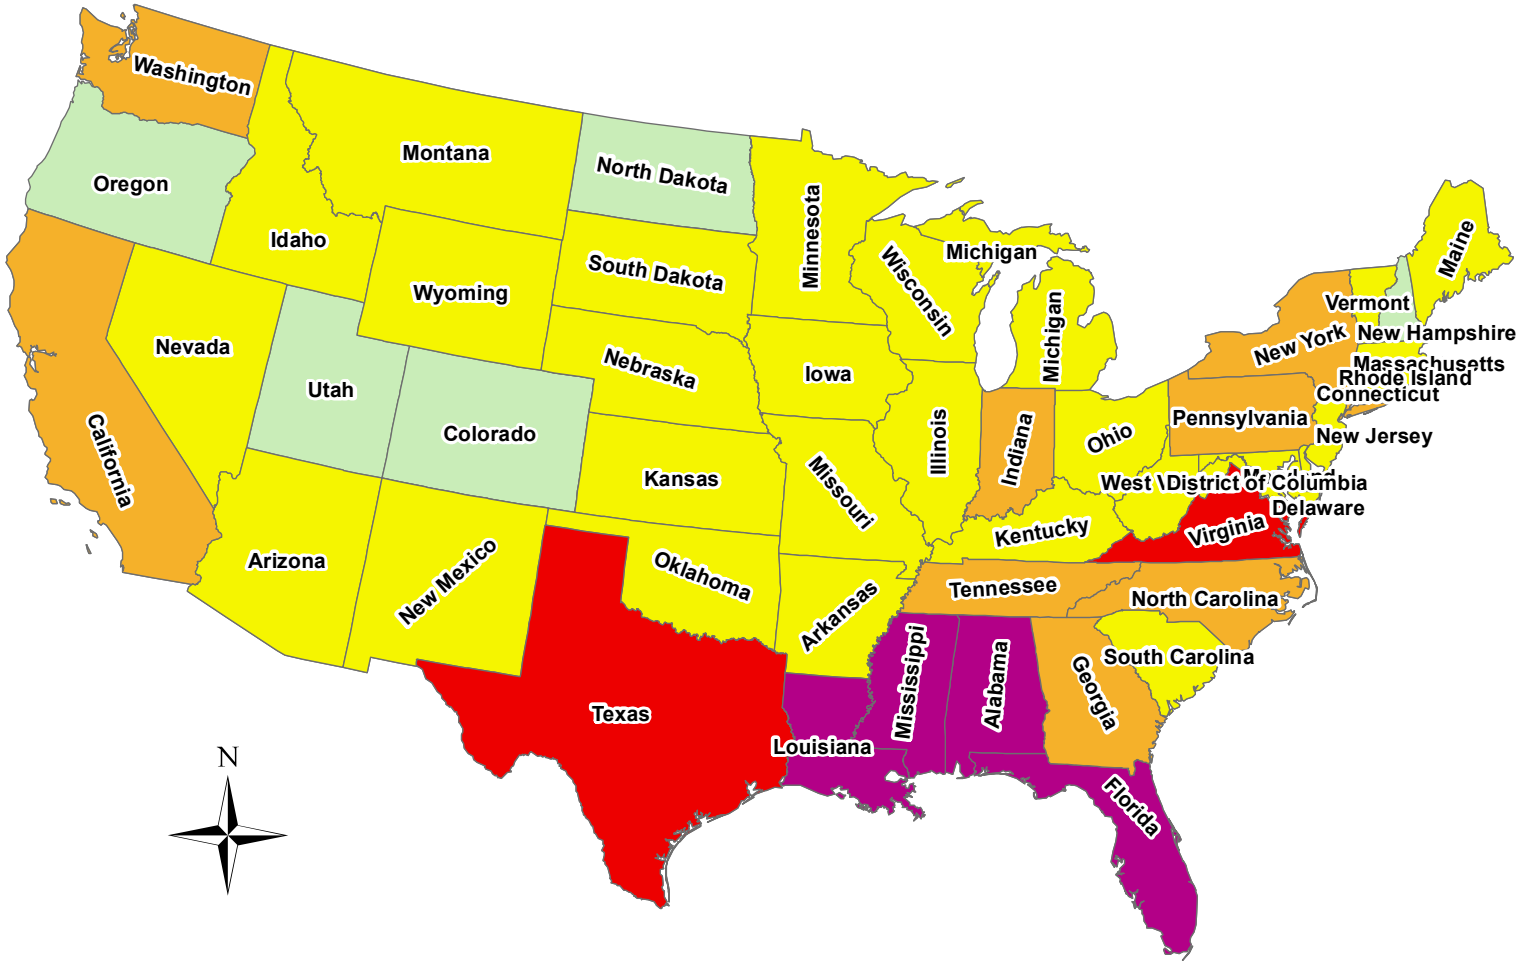 Washington
Montana
North Dakota
Minnesota
Oregon
Idaho
Maine
Michigan
South Dakota
Wisconsin
Wyoming
Vermont
Michigan
New Hampshire
New York
Nevada
Massachusetts
Nebraska
Iowa
Rhode Island
Utah
Connecticut
Pennsylvania
Colorado
Ohio
New Jersey
Illinois
Indiana
California
Kansas
West
District of Columbia
Missouri
Delaware
Kentucky
Virginia
Arizona
New Mexico
Oklahoma
Tennessee
North Carolina
Arkansas
South Carolina
Mississippi
Alabama
Georgia
Texas
Louisiana
N
Florida